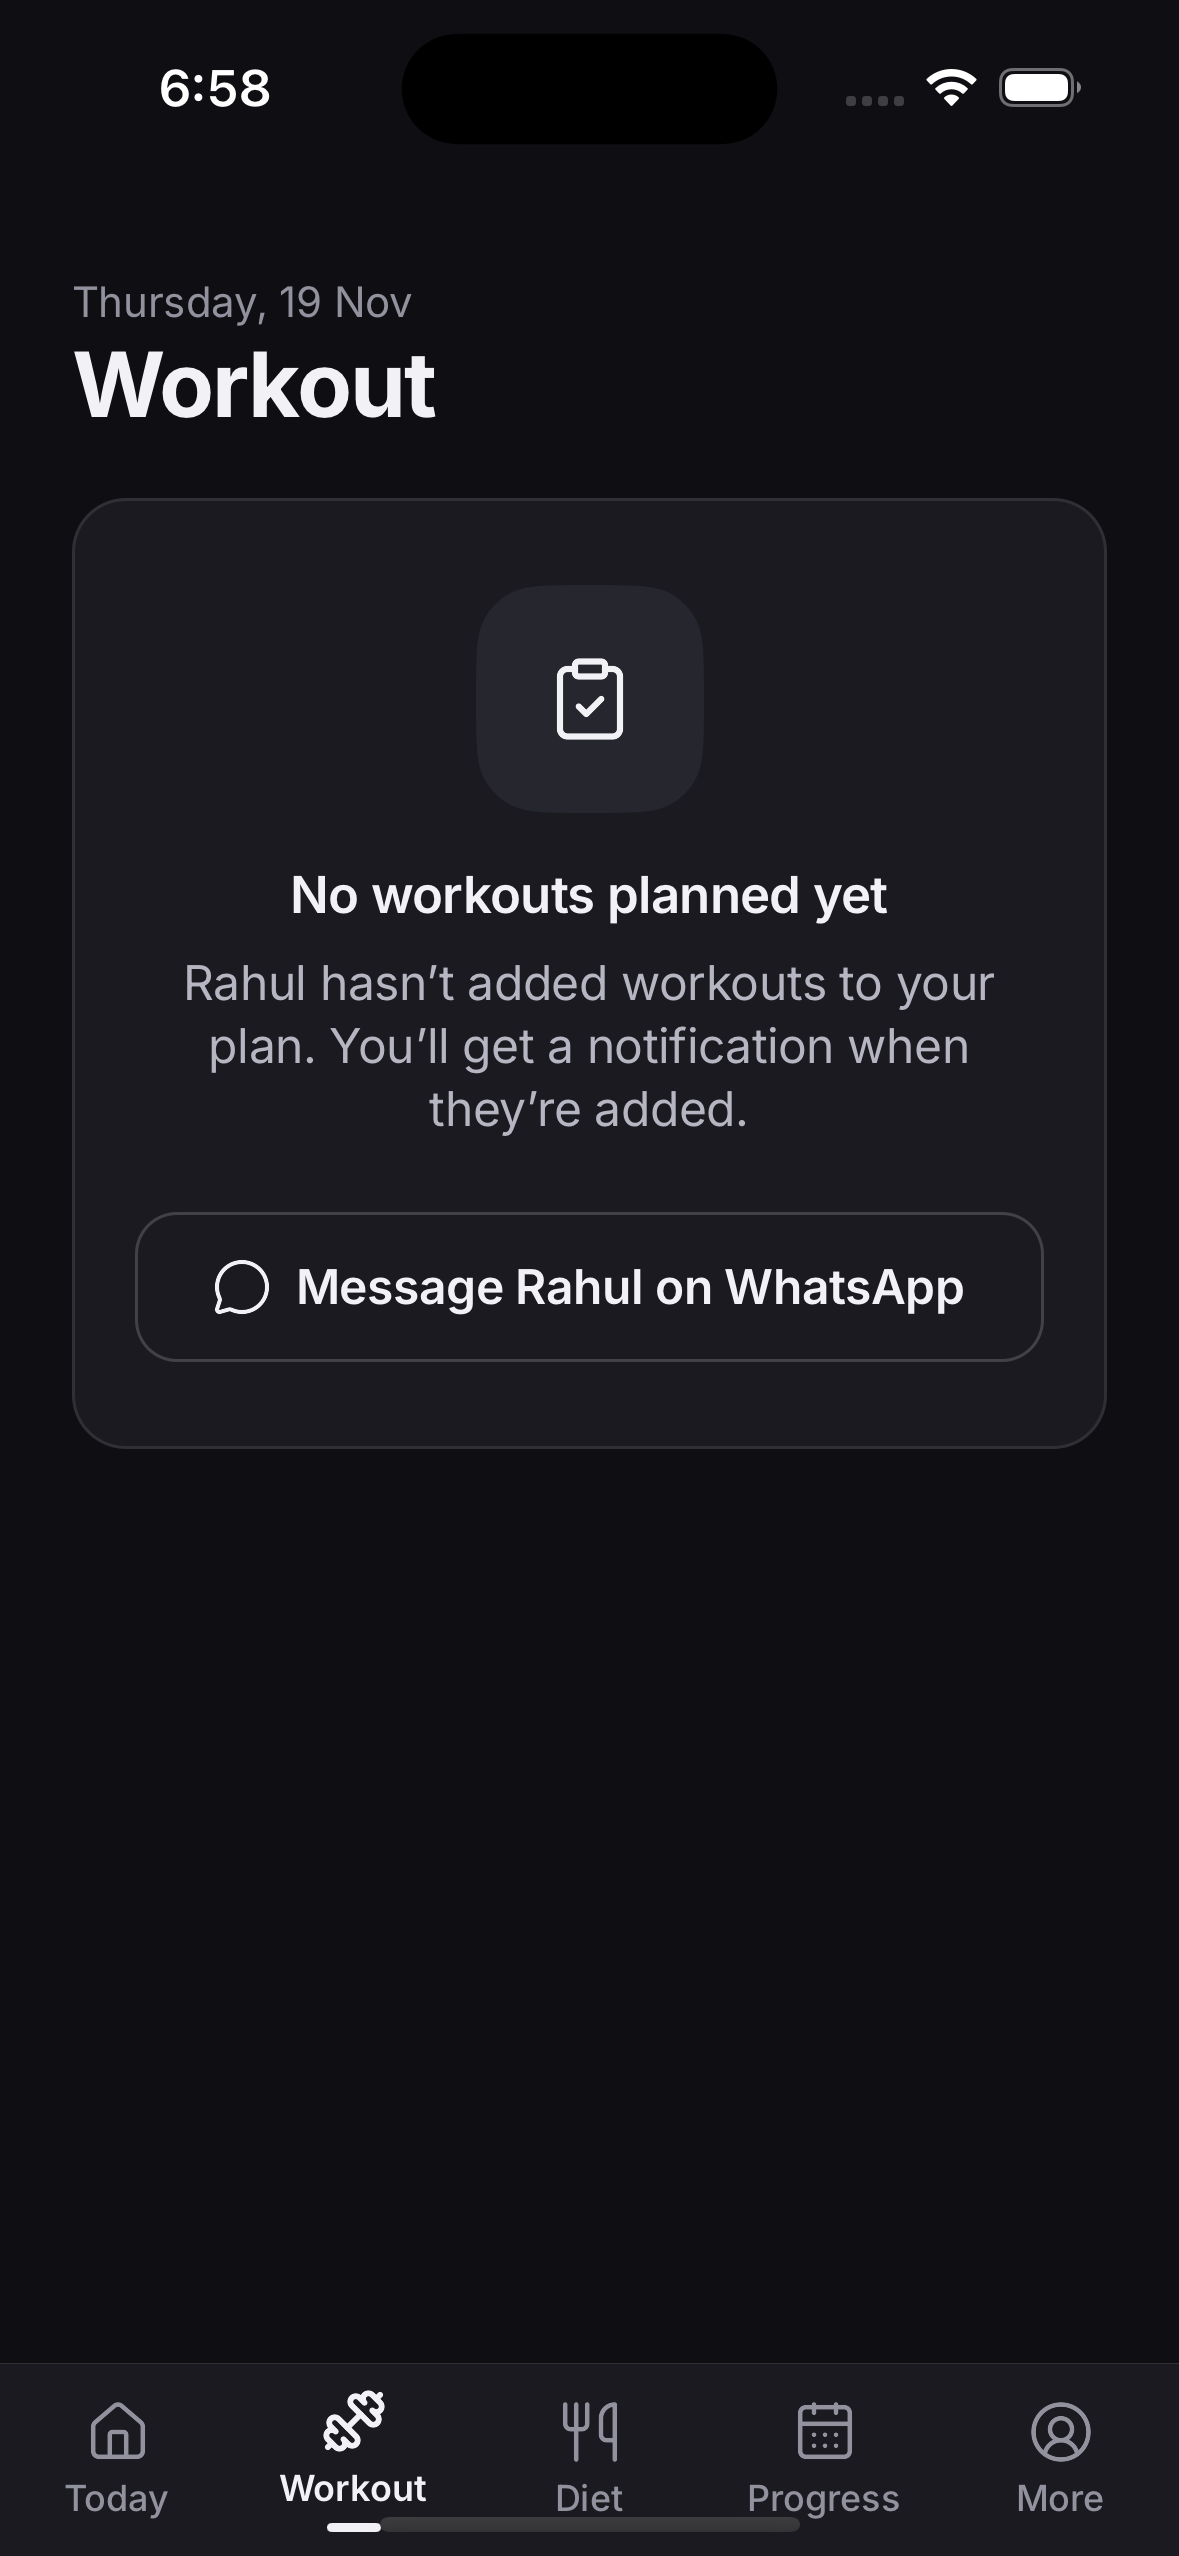 6:58
Thursday, 19 Nov
Workout
No workouts planned yet
Rahul hasn’t added workouts to your
plan. You’ll get a notification when
they’re added.
Message Rahul on WhatsApp
Today
Workout
Diet
Progress
More